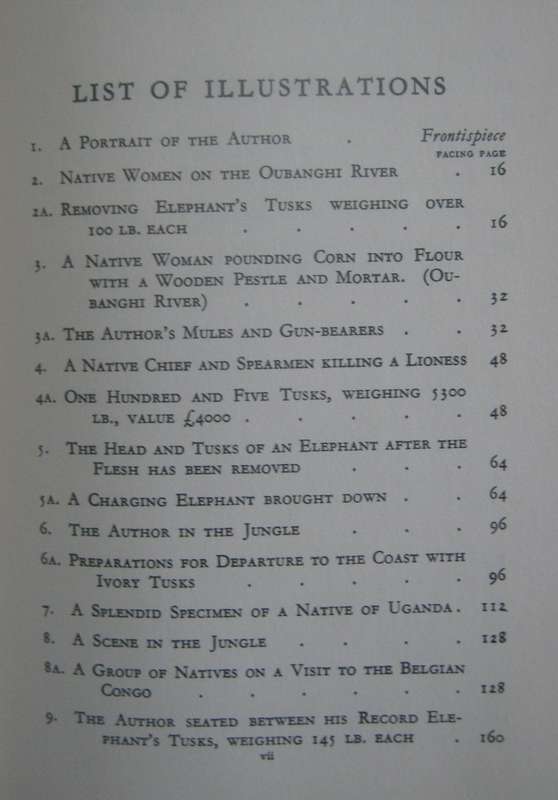 LIST OF ILLUSTRATIONS
1. A Portrait of the Author . Frontispiece
FACING PAGE
2. Native Women on the Oubanghi River . 16
2A. Removing Elephant's Tusks weighing over
100 lb. each . . . . . 16
3. A Native Woman pounding Corn into Flour
with a Wooden Pestle and Mortar. (Ou-
banghi River) . . . . . 32
3A. The Author's Mules and Gun-bearers . . 32
4. A Native Chief and Spearmen killing a Lioness 48
4A. One Hundred and Five Tusks, weighing 5300
lb., value £4000 . . . . . 48
5. The Head and Tusks of an Elephant after the
Flesh has been removed . . . 64
5A. A Charging Elephant brought down . . 64
6. The Author in the Jungle . . . 96
6A. Preparations for Departure to the Coast with
Ivory Tusks . . . . . 96
7. A Splendid Specimen of a Native of Uganda . 112
8. A Scene in the Jungle . . . . 128
8A. A Group of Natives on a Visit to the Belgian
Congo . . . . . . 128
9. The Author seated between his Record Ele-
phant's Tusks, weighing 145 lb. each . 160
vii